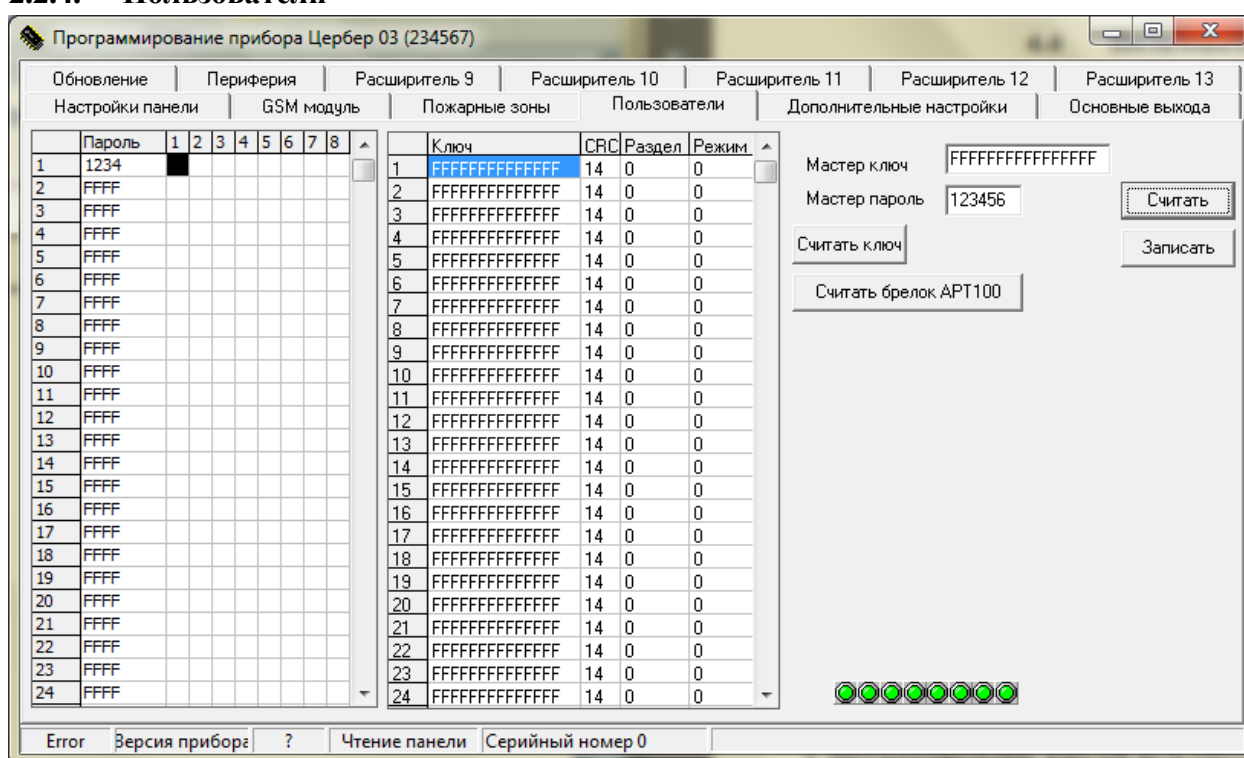 2.2.4. Пользователи
Программирование прибора Цербер 03 (234567)
Обновление Периферия Расширитель 9 Расширитель 10 Расширитель 11 Расширитель 12 Расширитель 13
Настройки панели GSM модуль Пожарные зоны Пользователи Дополнительные настройки Основные выхода
Пароль 1 2 3 4 5 6 7 8
1 1234
2 FFFF
3 FFFF
4 FFFF
5 FFFF
6 FFFF
7 FFFF
8 FFFF
9 FFFF
10 FFFF
11 FFFF
12 FFFF
13 FFFF
14 FFFF
15 FFFF
16 FFFF
17 FFFF
18 FFFF
19 FFFF
20 FFFF
21 FFFF
22 FFFF
23 FFFF
24 FFFF
Ключ CRC Раздел Режим
1 FFFFFFFFFFFFFF 14 0 0
2 FFFFFFFFFFFFFF 14 0 0
3 FFFFFFFFFFFFFF 14 0 0
4 FFFFFFFFFFFFFF 14 0 0
5 FFFFFFFFFFFFFF 14 0 0
6 FFFFFFFFFFFFFF 14 0 0
7 FFFFFFFFFFFFFF 14 0 0
8 FFFFFFFFFFFFFF 14 0 0
9 FFFFFFFFFFFFFF 14 0 0
10 FFFFFFFFFFFFFF 14 0 0
11 FFFFFFFFFFFFFF 14 0 0
12 FFFFFFFFFFFFFF 14 0 0
13 FFFFFFFFFFFFFF 14 0 0
14 FFFFFFFFFFFFFF 14 0 0
15 FFFFFFFFFFFFFF 14 0 0
16 FFFFFFFFFFFFFF 14 0 0
17 FFFFFFFFFFFFFF 14 0 0
18 FFFFFFFFFFFFFF 14 0 0
19 FFFFFFFFFFFFFF 14 0 0
20 FFFFFFFFFFFFFF 14 0 0
21 FFFFFFFFFFFFFF 14 0 0
22 FFFFFFFFFFFFFF 14 0 0
23 FFFFFFFFFFFFFF 14 0 0
24 FFFFFFFFFFFFFF 14 0 0
Мастер ключ FFFFFFFFFFFFFFFF
Мастер пароль 123456 Считать
Считать ключ Записать
Считать брелок АРТ100
Error Версия прибора ? Чтение панели Серийный номер 0